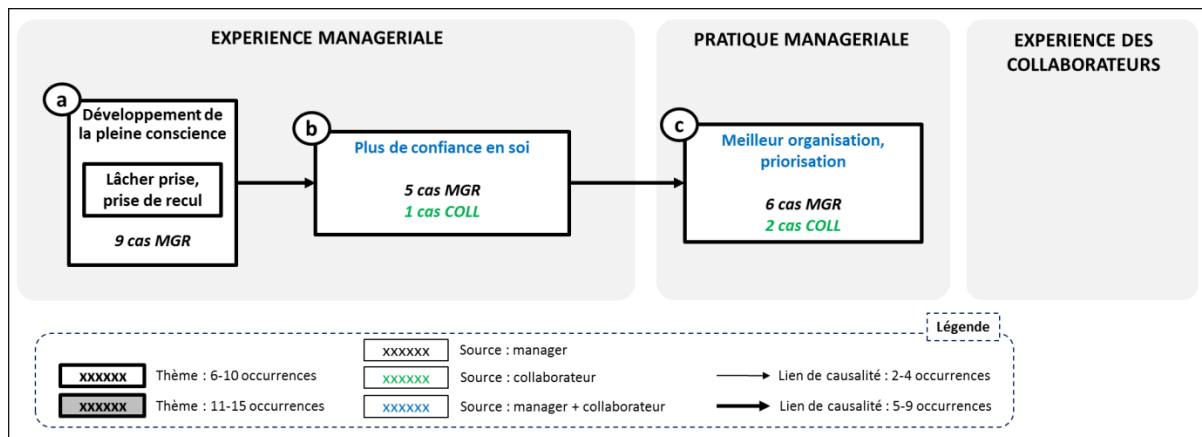 EXPERIENCE MANAGERIALE
PRATIQUE MANAGERIALE
EXPERIENCE DES
COLLABORATEURS
a
Développement de
la pleine conscience
Lâcher prise,
prise de recul
9 cas MGR
b
Plus de confiance en soi
5 cas MGR
1 cas COLL
c
Meilleur organisation,
priorisation
6 cas MGR
2 cas COLL
Légende
xxxxxx Thème : 6-10 occurrences
xxxxxx Thème : 11-15 occurrences
xxxxxx Source : manager
xxxxxx Source : collaborateur
xxxxxx Source : manager + collaborateur
Lien de causalité : 2-4 occurrences
Lien de causalité : 5-9 occurrences